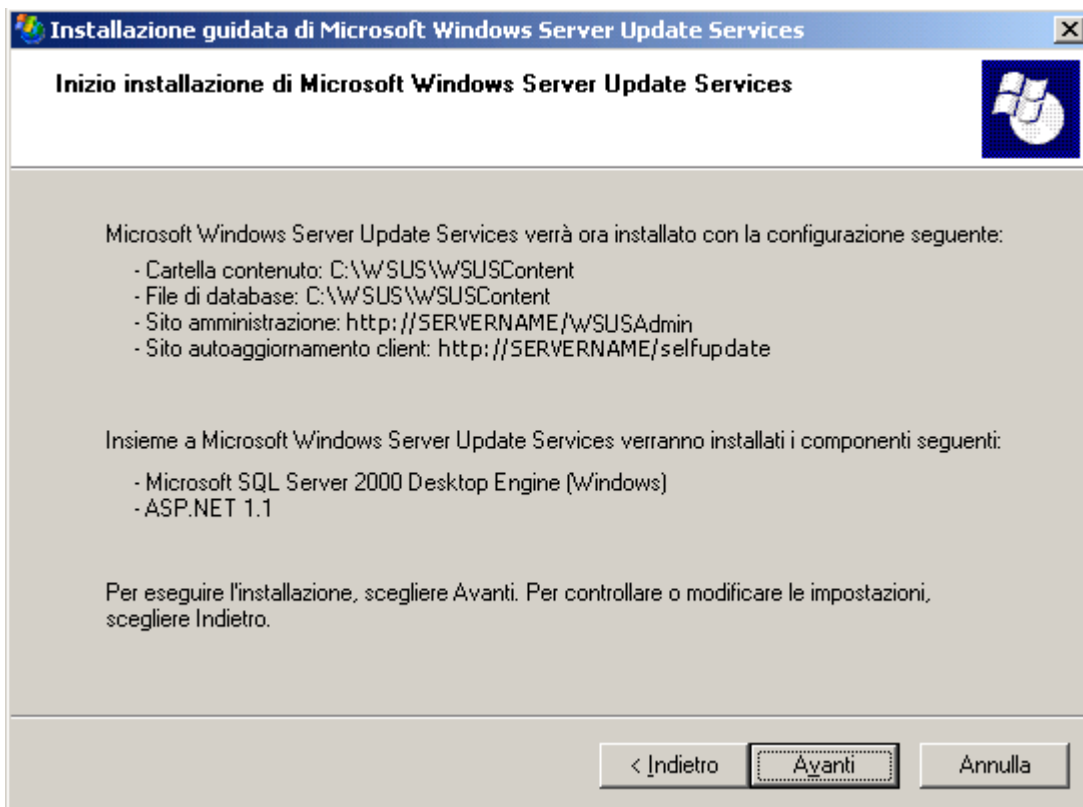 Installazione guidata di Microsoft Windows Server Update Services
Inizio installazione di Microsoft Windows Server Update Services
Microsoft Windows Server Update Services verrà ora installato con la configurazione seguente:
- Cartella contenuto: C:\WSUS\WSUSContent
- File di database: C:\WSUS\WSUSContent
- Sito amministrazione: http://SERVERNAME/WSUSAdmin
- Sito autoaggiornamento client: http://SERVERNAME/selfupdate
Insieme a Microsoft Windows Server Update Services verranno installati i componenti seguenti:
- Microsoft SQL Server 2000 Desktop Engine (Windows)
- ASP.NET 1.1
Per eseguire l'installazione, scegliere Avanti. Per controllare o modificare le impostazioni,
scegliere Indietro.
< Indietro Avanti Annulla